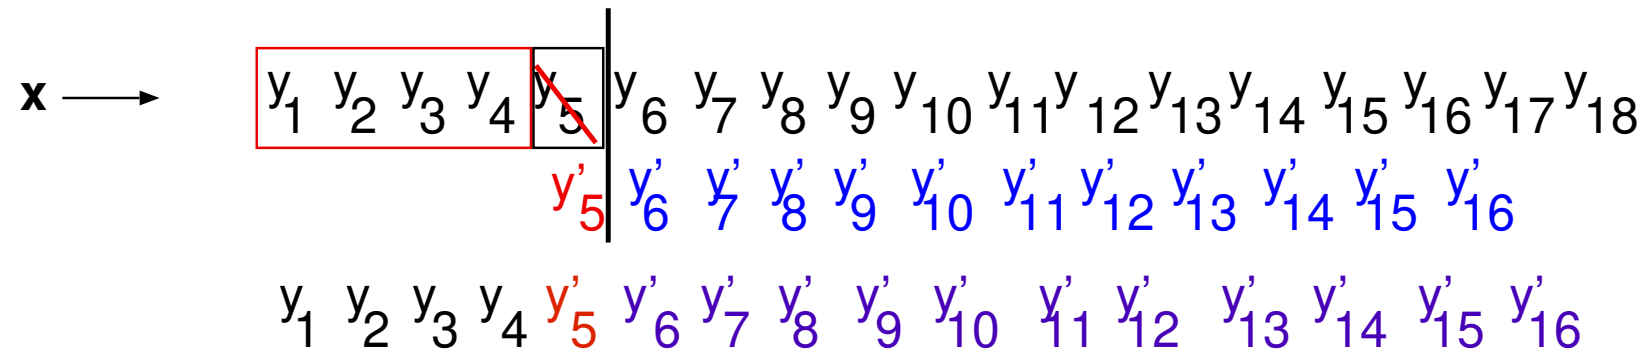 x → y1 y2 y3 y4 y5 y6 y7 y8 y9 y10 y11 y12 y13 y14 y15 y16 y17 y18
y'5 y'6 y'7 y'8 y'9 y'10 y'11 y'12 y'13 y'14 y'15 y'16
y1 y2 y3 y4 y'5 y'6 y'7 y'8 y'9 y'10 y'11 y'12 y'13 y'14 y'15 y'16